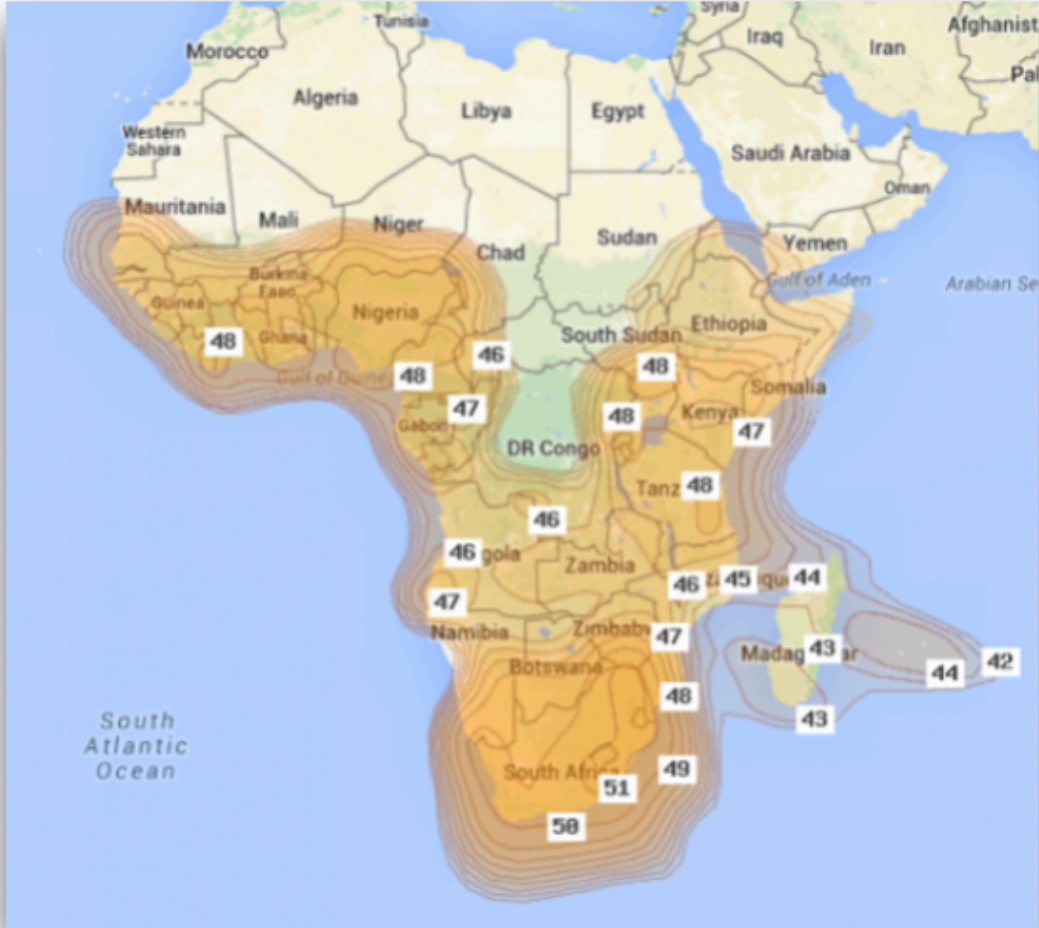 Syria
Tunisia
Afghanist
Morocco
Iraq
Iran
Pal
Algeria
Libya
Egypt
Western
Sahara
Saudi Arabia
Oman
Mauritania
Mali
Niger
Chad
Sudan
Yemen
Gulf of Aden
Arabian Se
Burkina
Faso
Guinea
Nigeria
Ethiopia
South Sudan
Ghana
48
46
48
Gulf of Guine
48
Somalia
47
48
Kenya
Gabon
47
DR Congo
Tanz
48
46
46
gola
Zambia
46
45
44
47
Namibia
Zimbabw
47
Botswana
Madag
43
ar
42
44
48
43
South
Atlantic
Ocean
South Afri
49
51
50